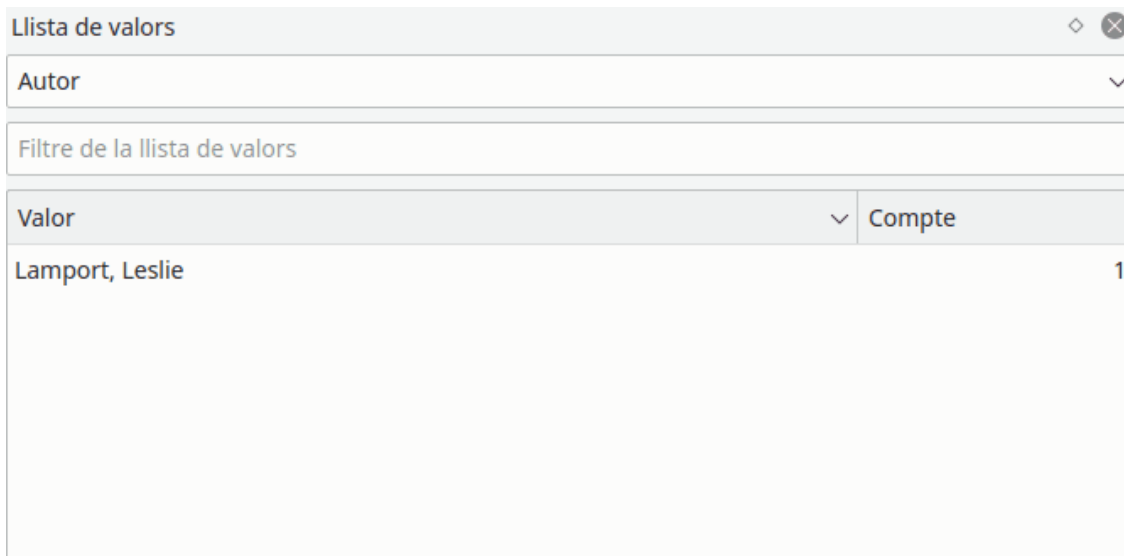 Llista de valors
Autor
Filtre de la llista de valors
Valor Compte
Lamport, Leslie 1